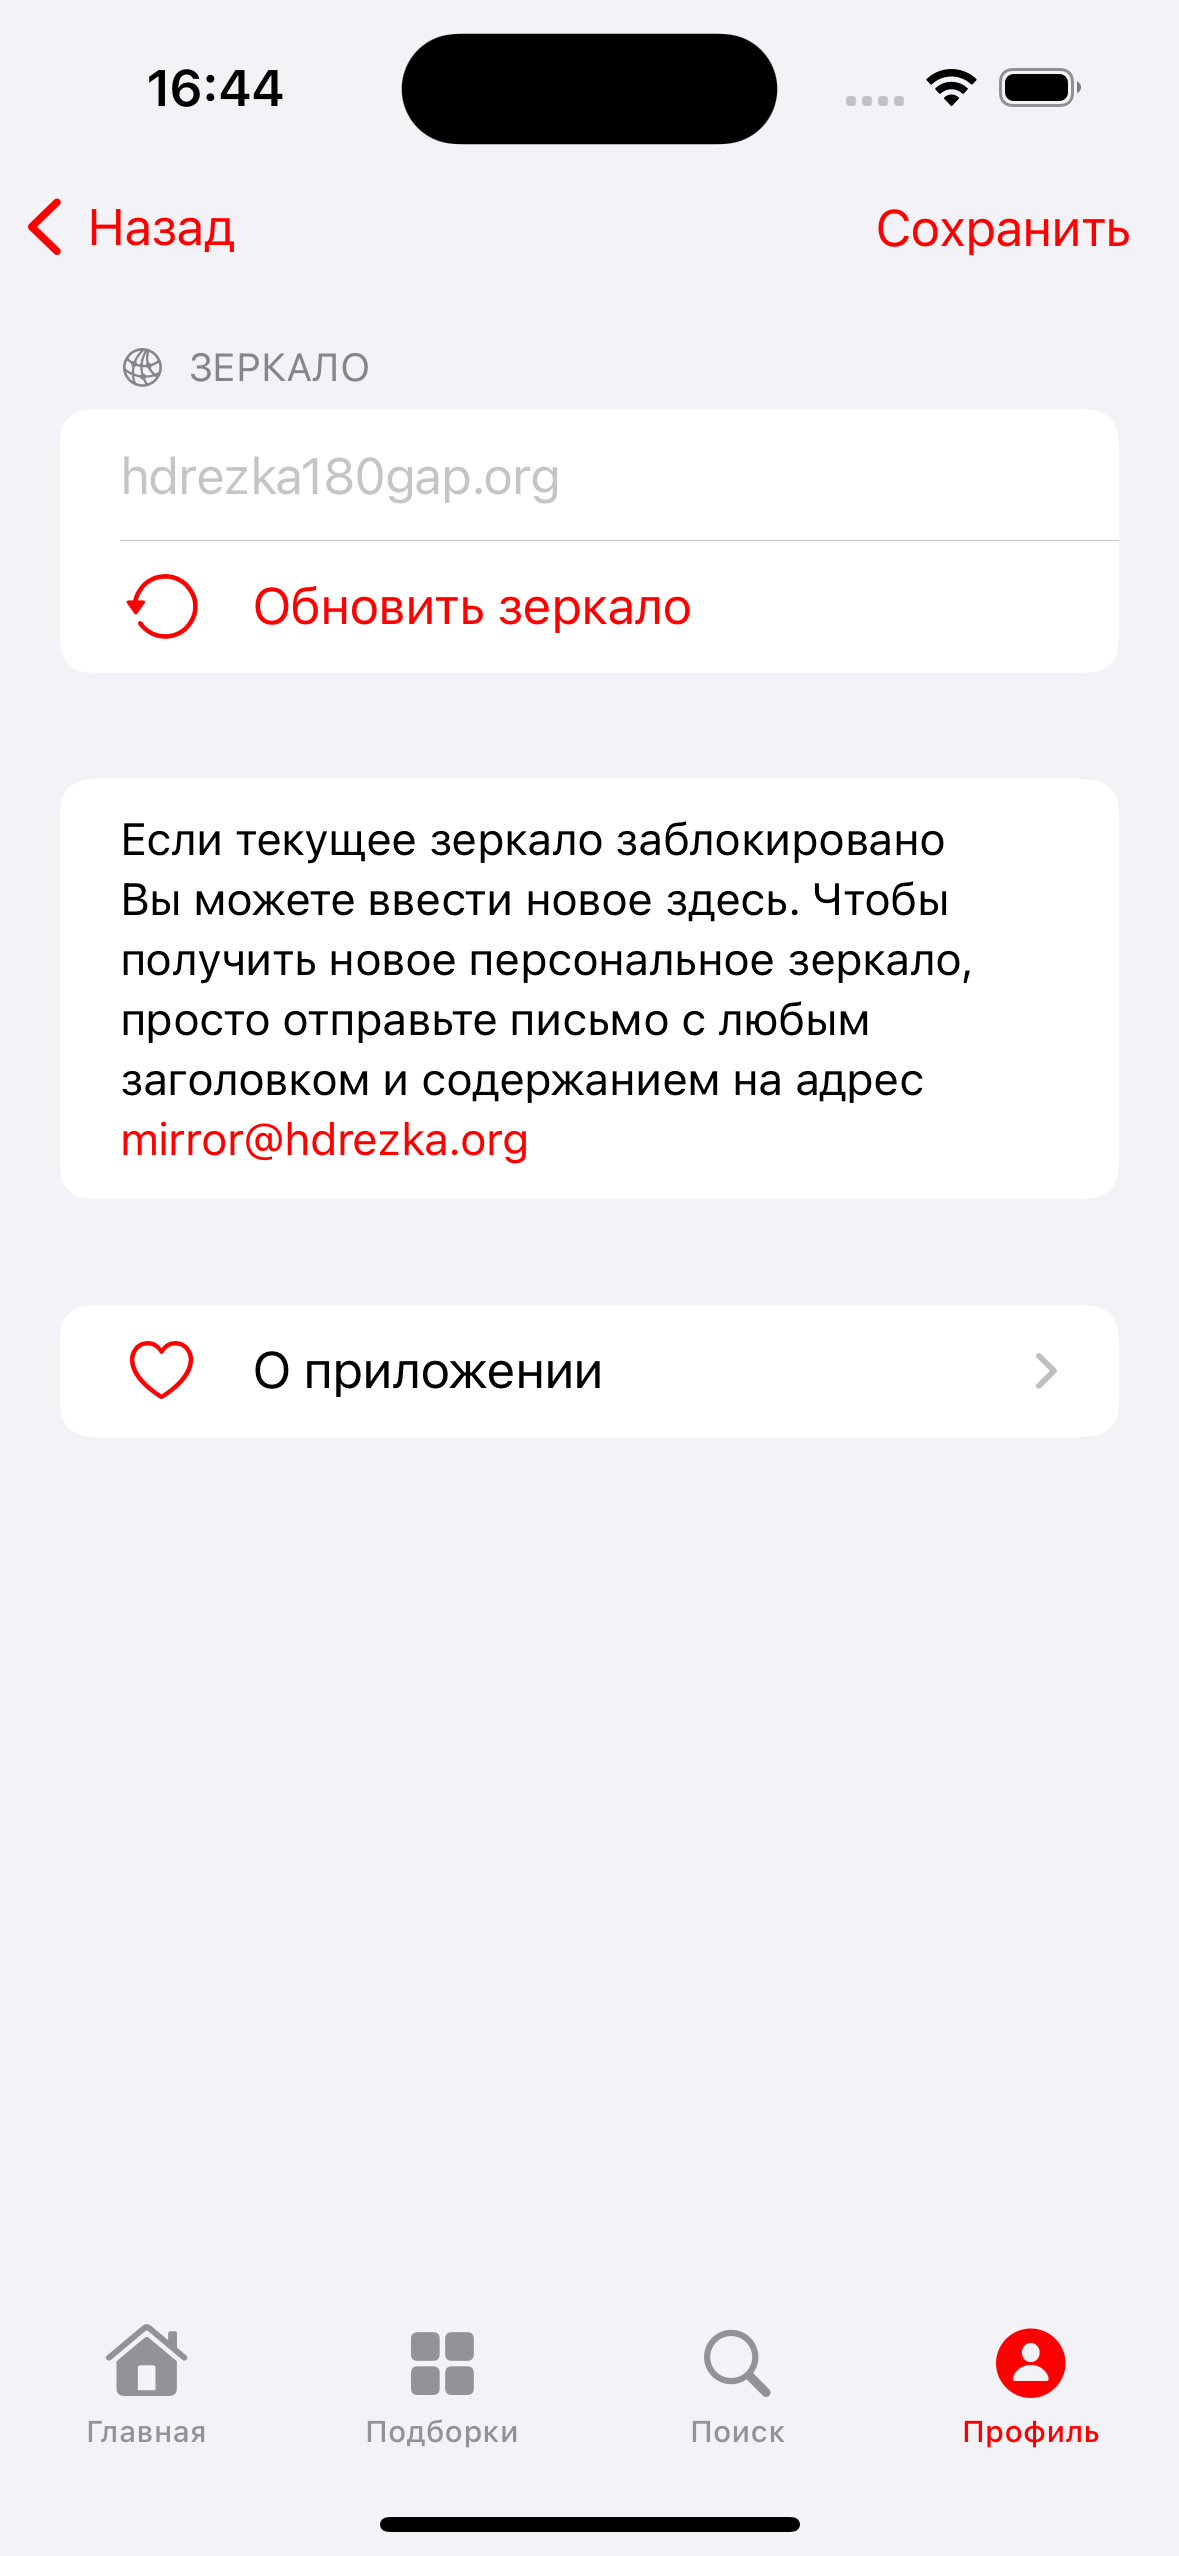 16:44
Назад
Сохранить
ЗЕРКАЛО
hdrezka180gap.org
Обновить зеркало
Если текущее зеркало заблокировано
Вы можете ввести новое здесь. Чтобы
получить новое персональное зеркало,
просто отправьте письмо с любым
заголовком и содержанием на адрес
mirror@hdrezka.org
О приложении
Главная
Подборки
Поиск
Профиль